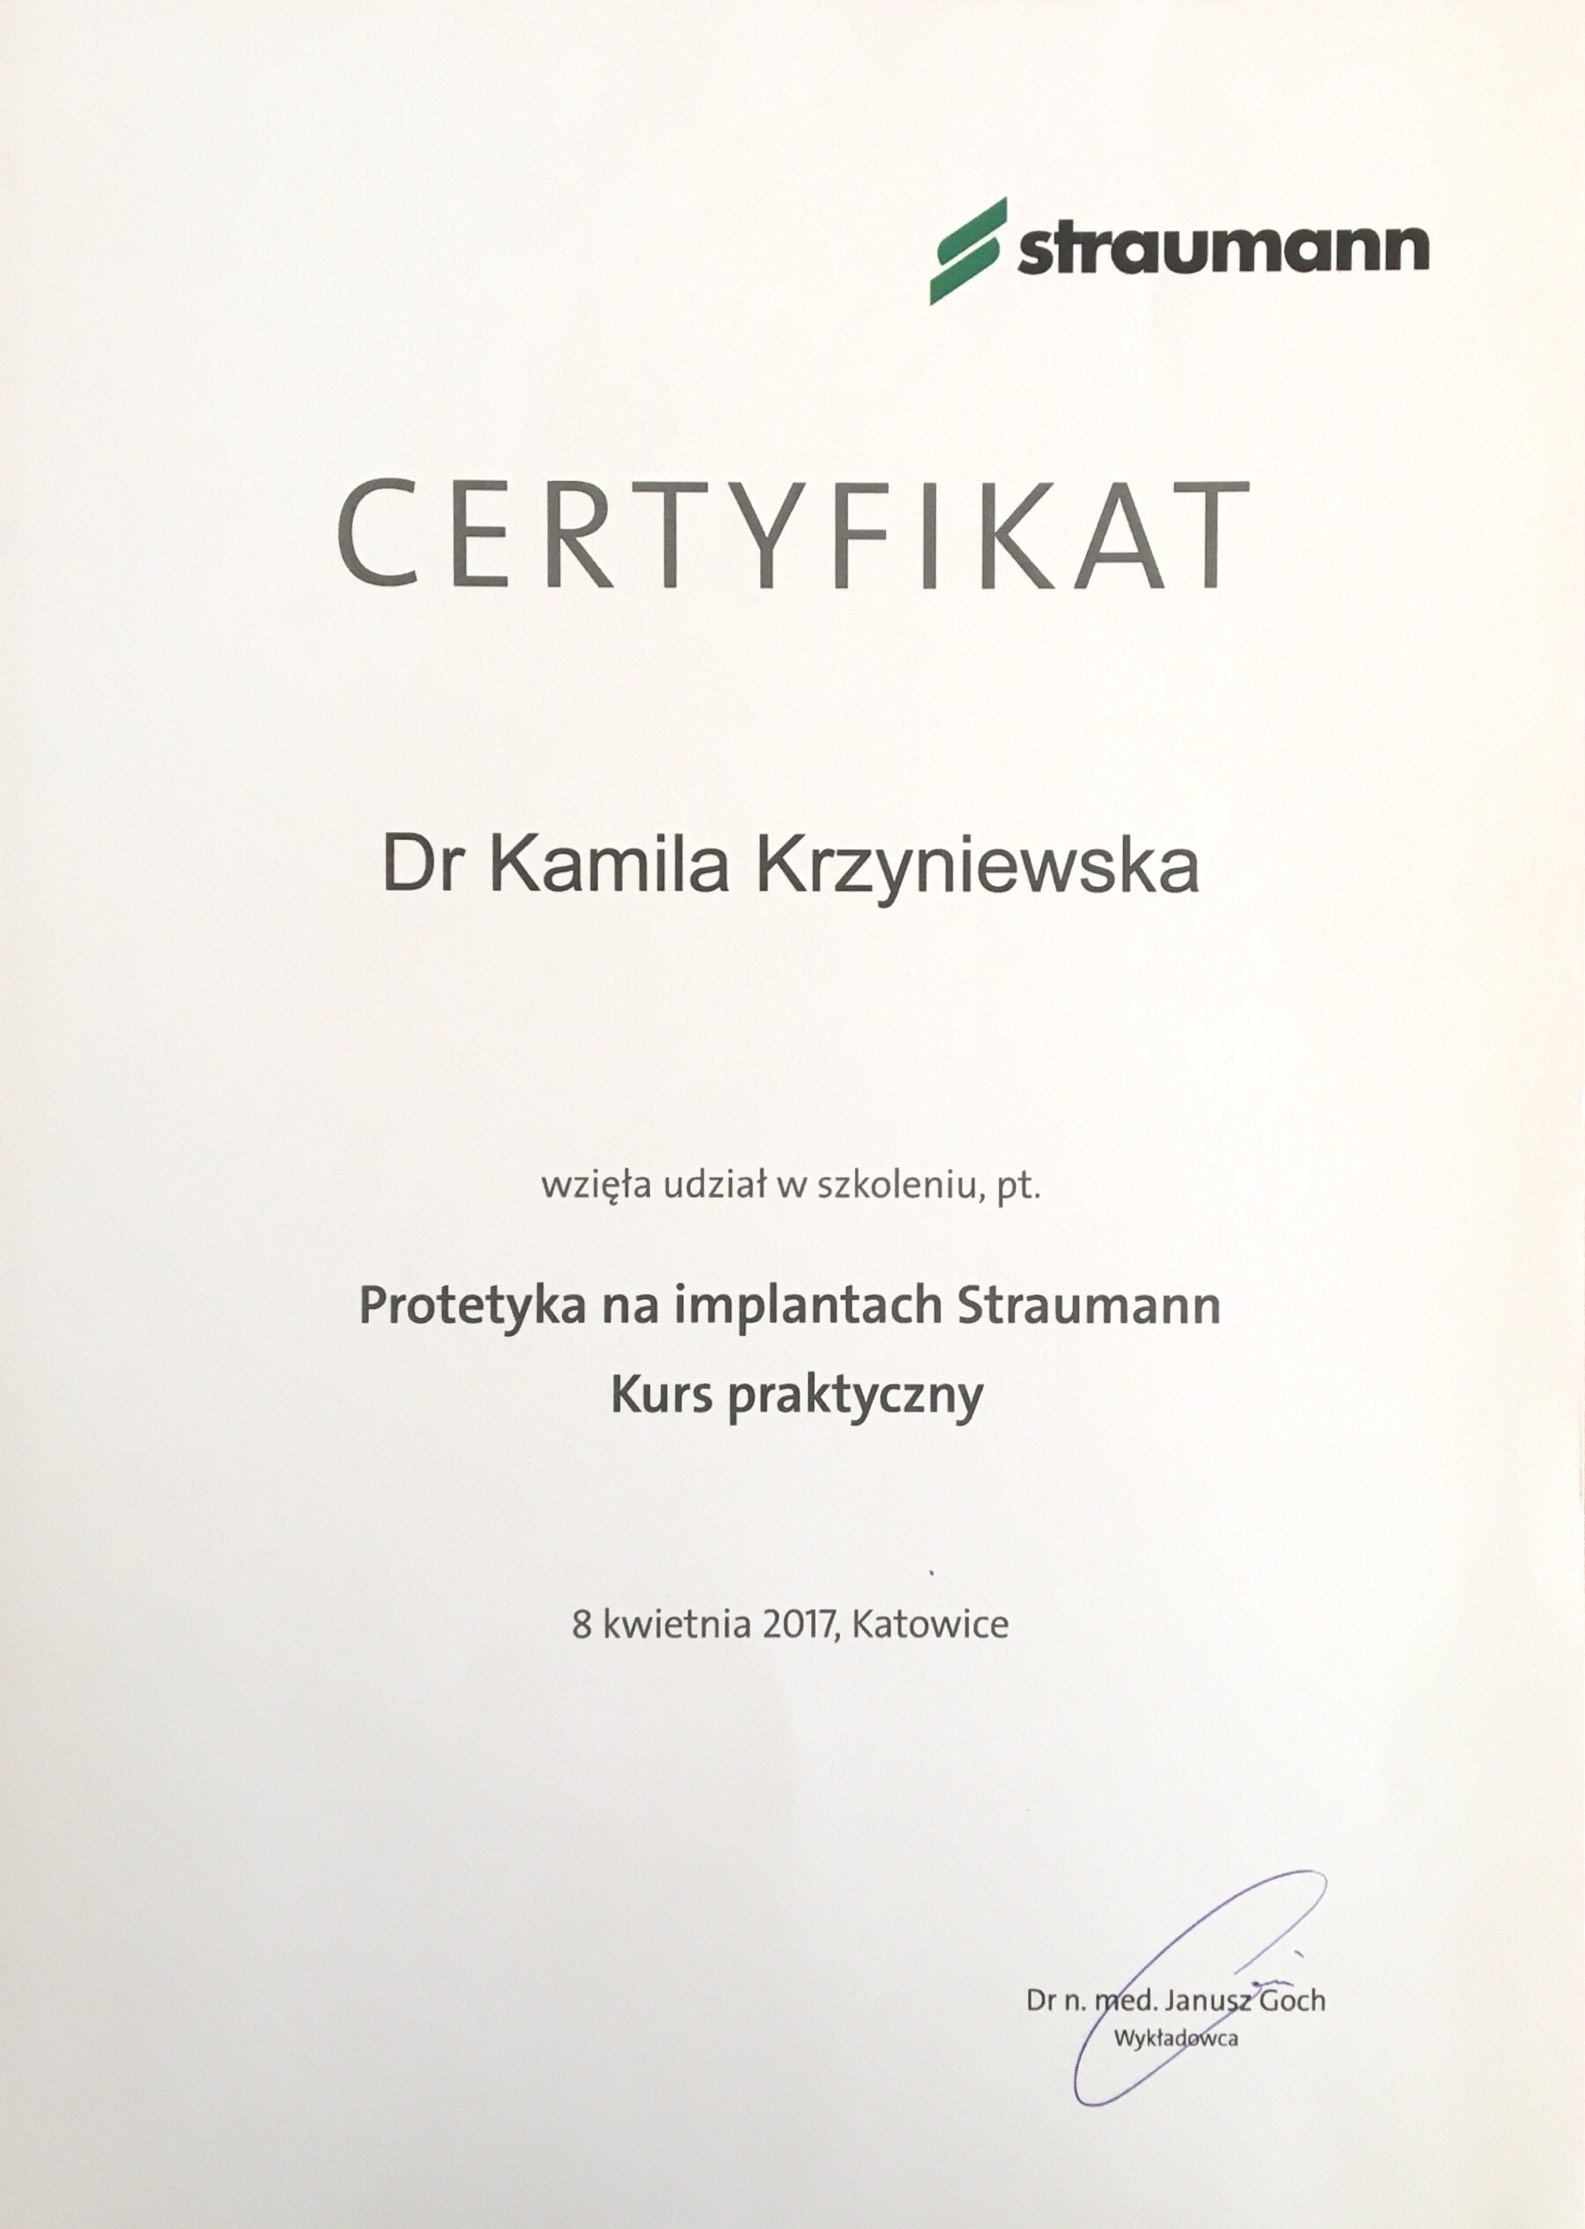 straumann
CERTYFIKAT
Dr Kamila Krzyniewska
wzięła udział w szkoleniu, pt.
Protetyka na implantach Straumann
Kurs praktyczny
8 kwietnia 2017, Katowice
Dr n. med. Janusz Goch
Wykładowca